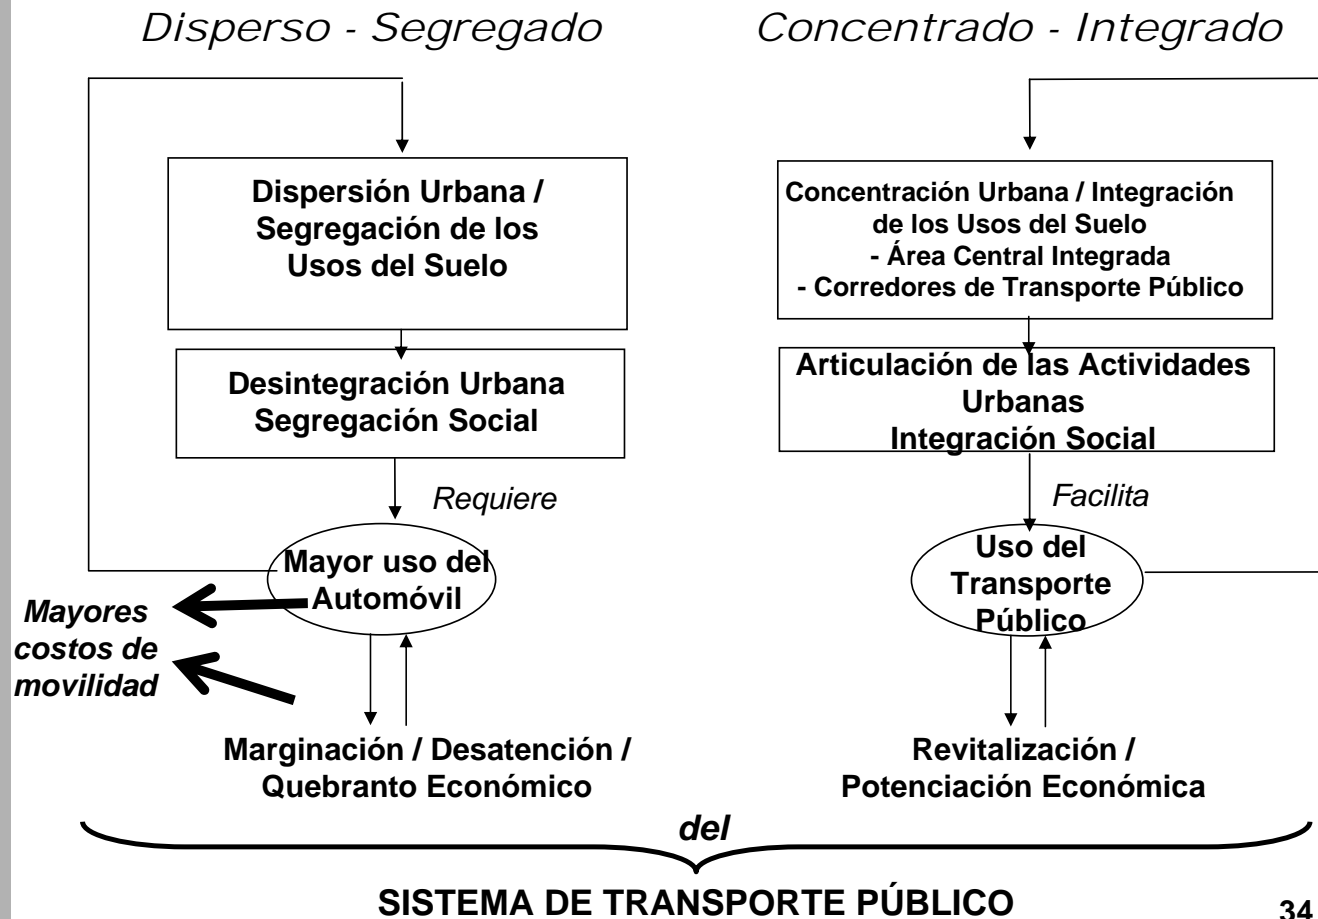 Disperso - Segregado
Dispersión Urbana /
Segregación de los
Usos del Suelo
Desintegración Urbana
Segregación Social
Requiere
Mayor uso del
Automóvil
Mayores
costos de
movilidad
Marginación / Desatención /
Quebranto Económico
Concentrado - Integrado
Concentración Urbana / Integración
de los Usos del Suelo
- Área Central Integrada
- Corredores de Transporte Público
Articulación de las Actividades
Urbanas
Integración Social
Facilita
Uso del
Transporte
Público
Revitalización /
Potenciación Económica
del
SISTEMA DE TRANSPORTE PÚBLICO
34